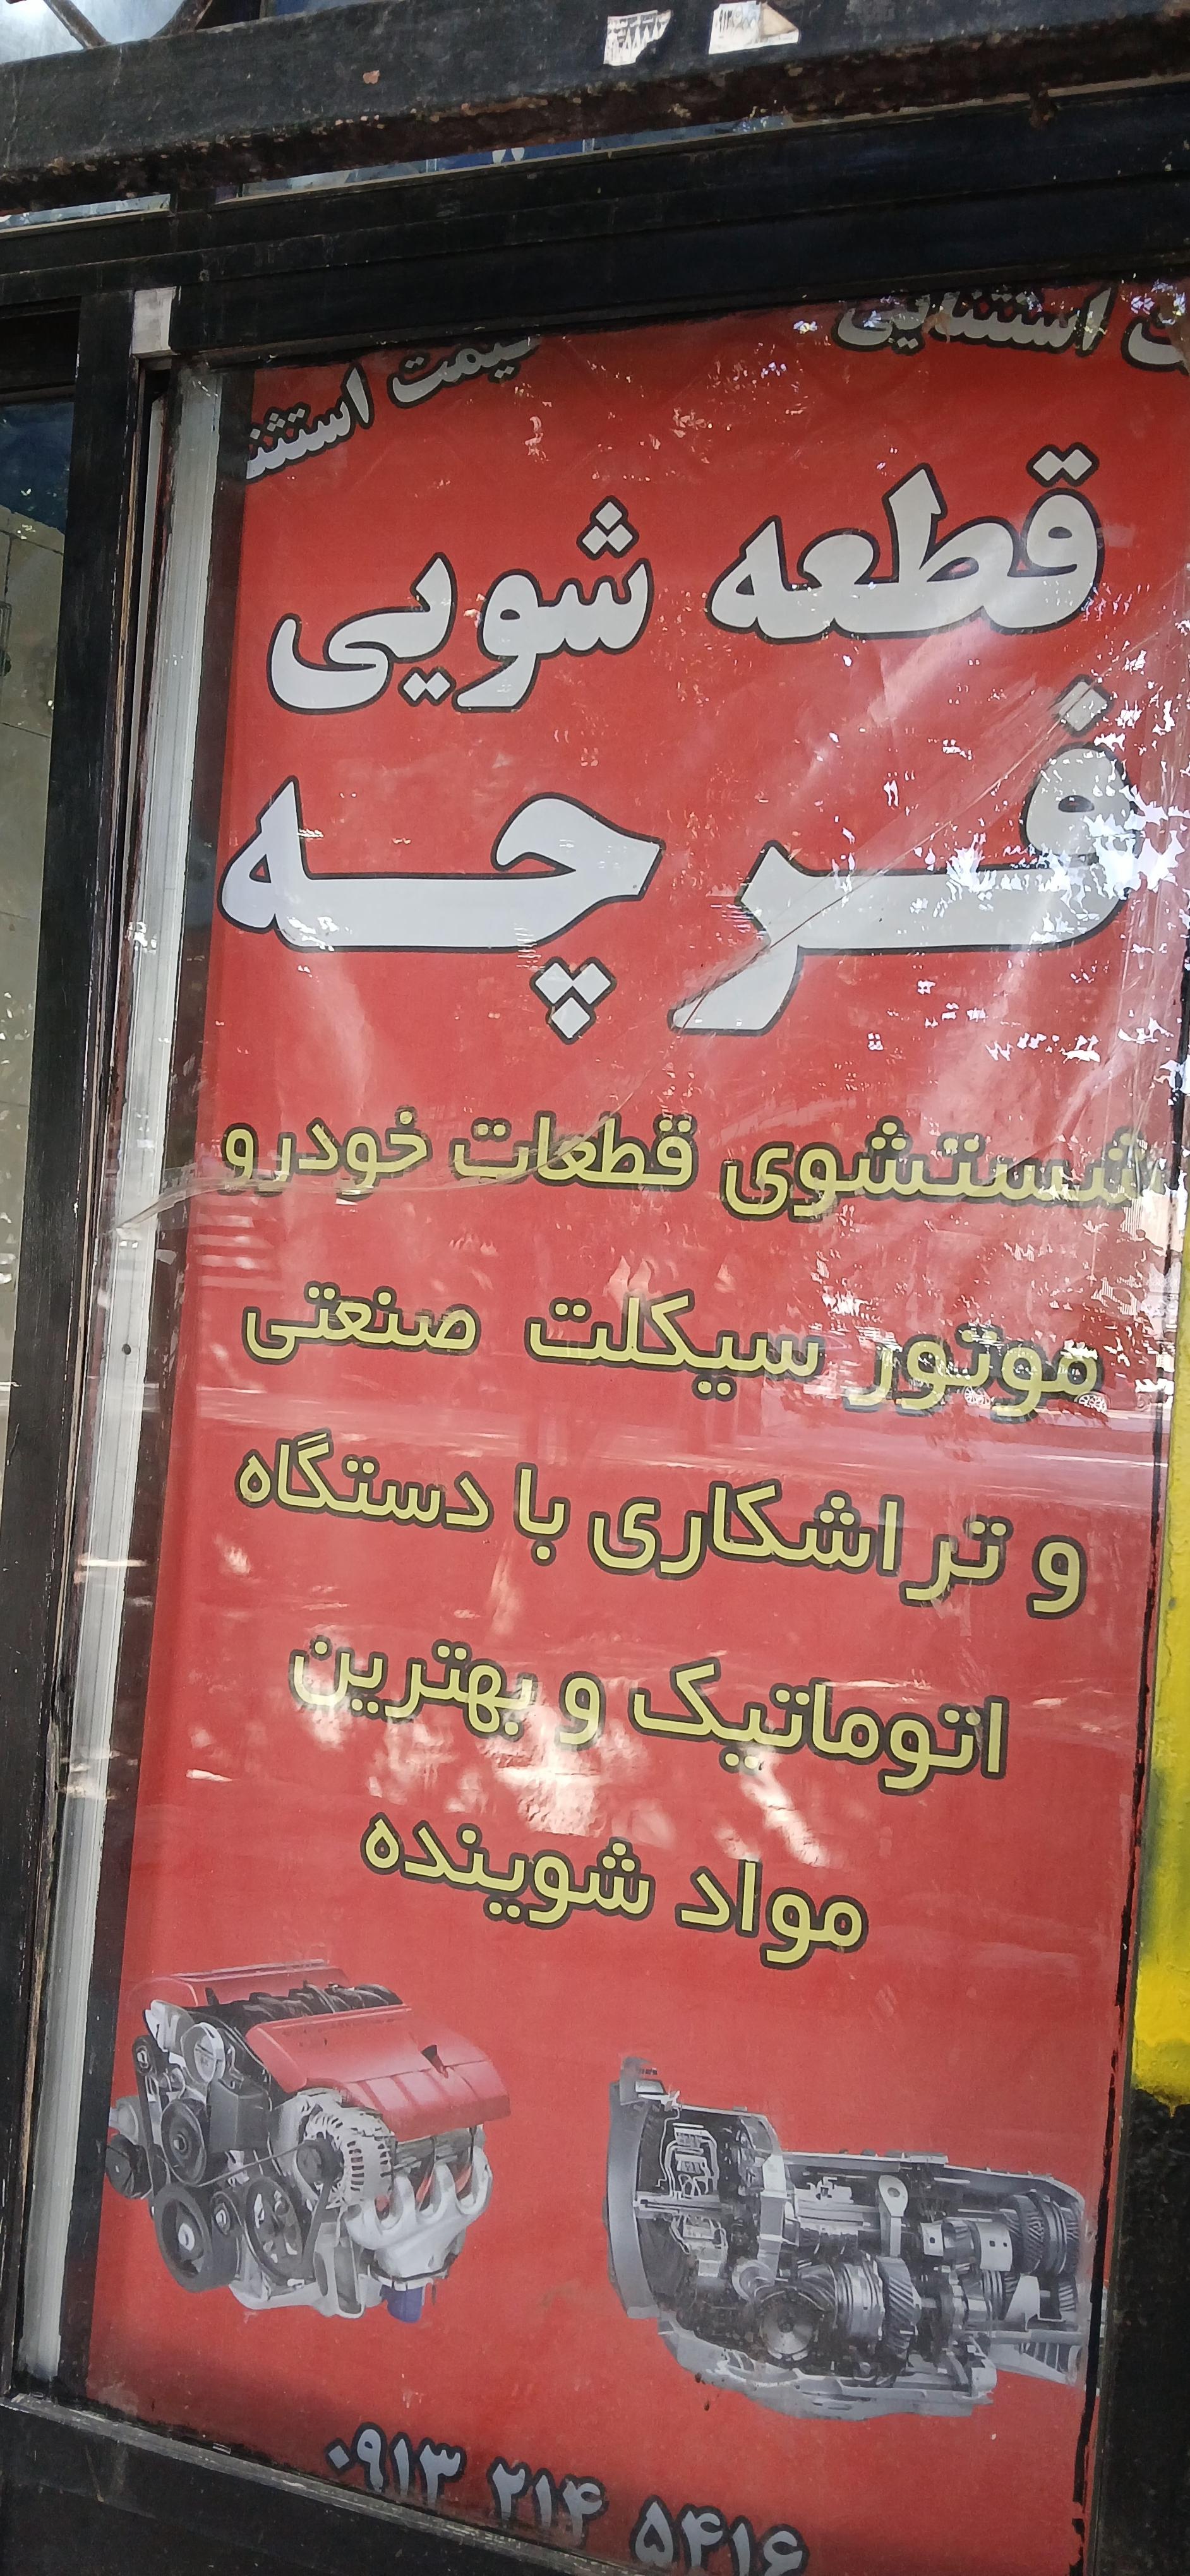 استثنایی
قیمت استثن
قطعه شویی
فرچه
شستشوی قطعات خودرو
موتور سیکلت صنعتی
و تراشکاری با دستگاه
اتوماتیک و بهترین
مواد شوینده
۰۹۱۳ ۲۱۴ ۵۴۱۶